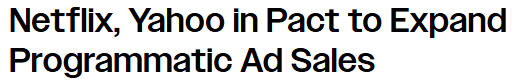 Netflix, Yahoo in Pact to Expand
Programmatic Ad Sales